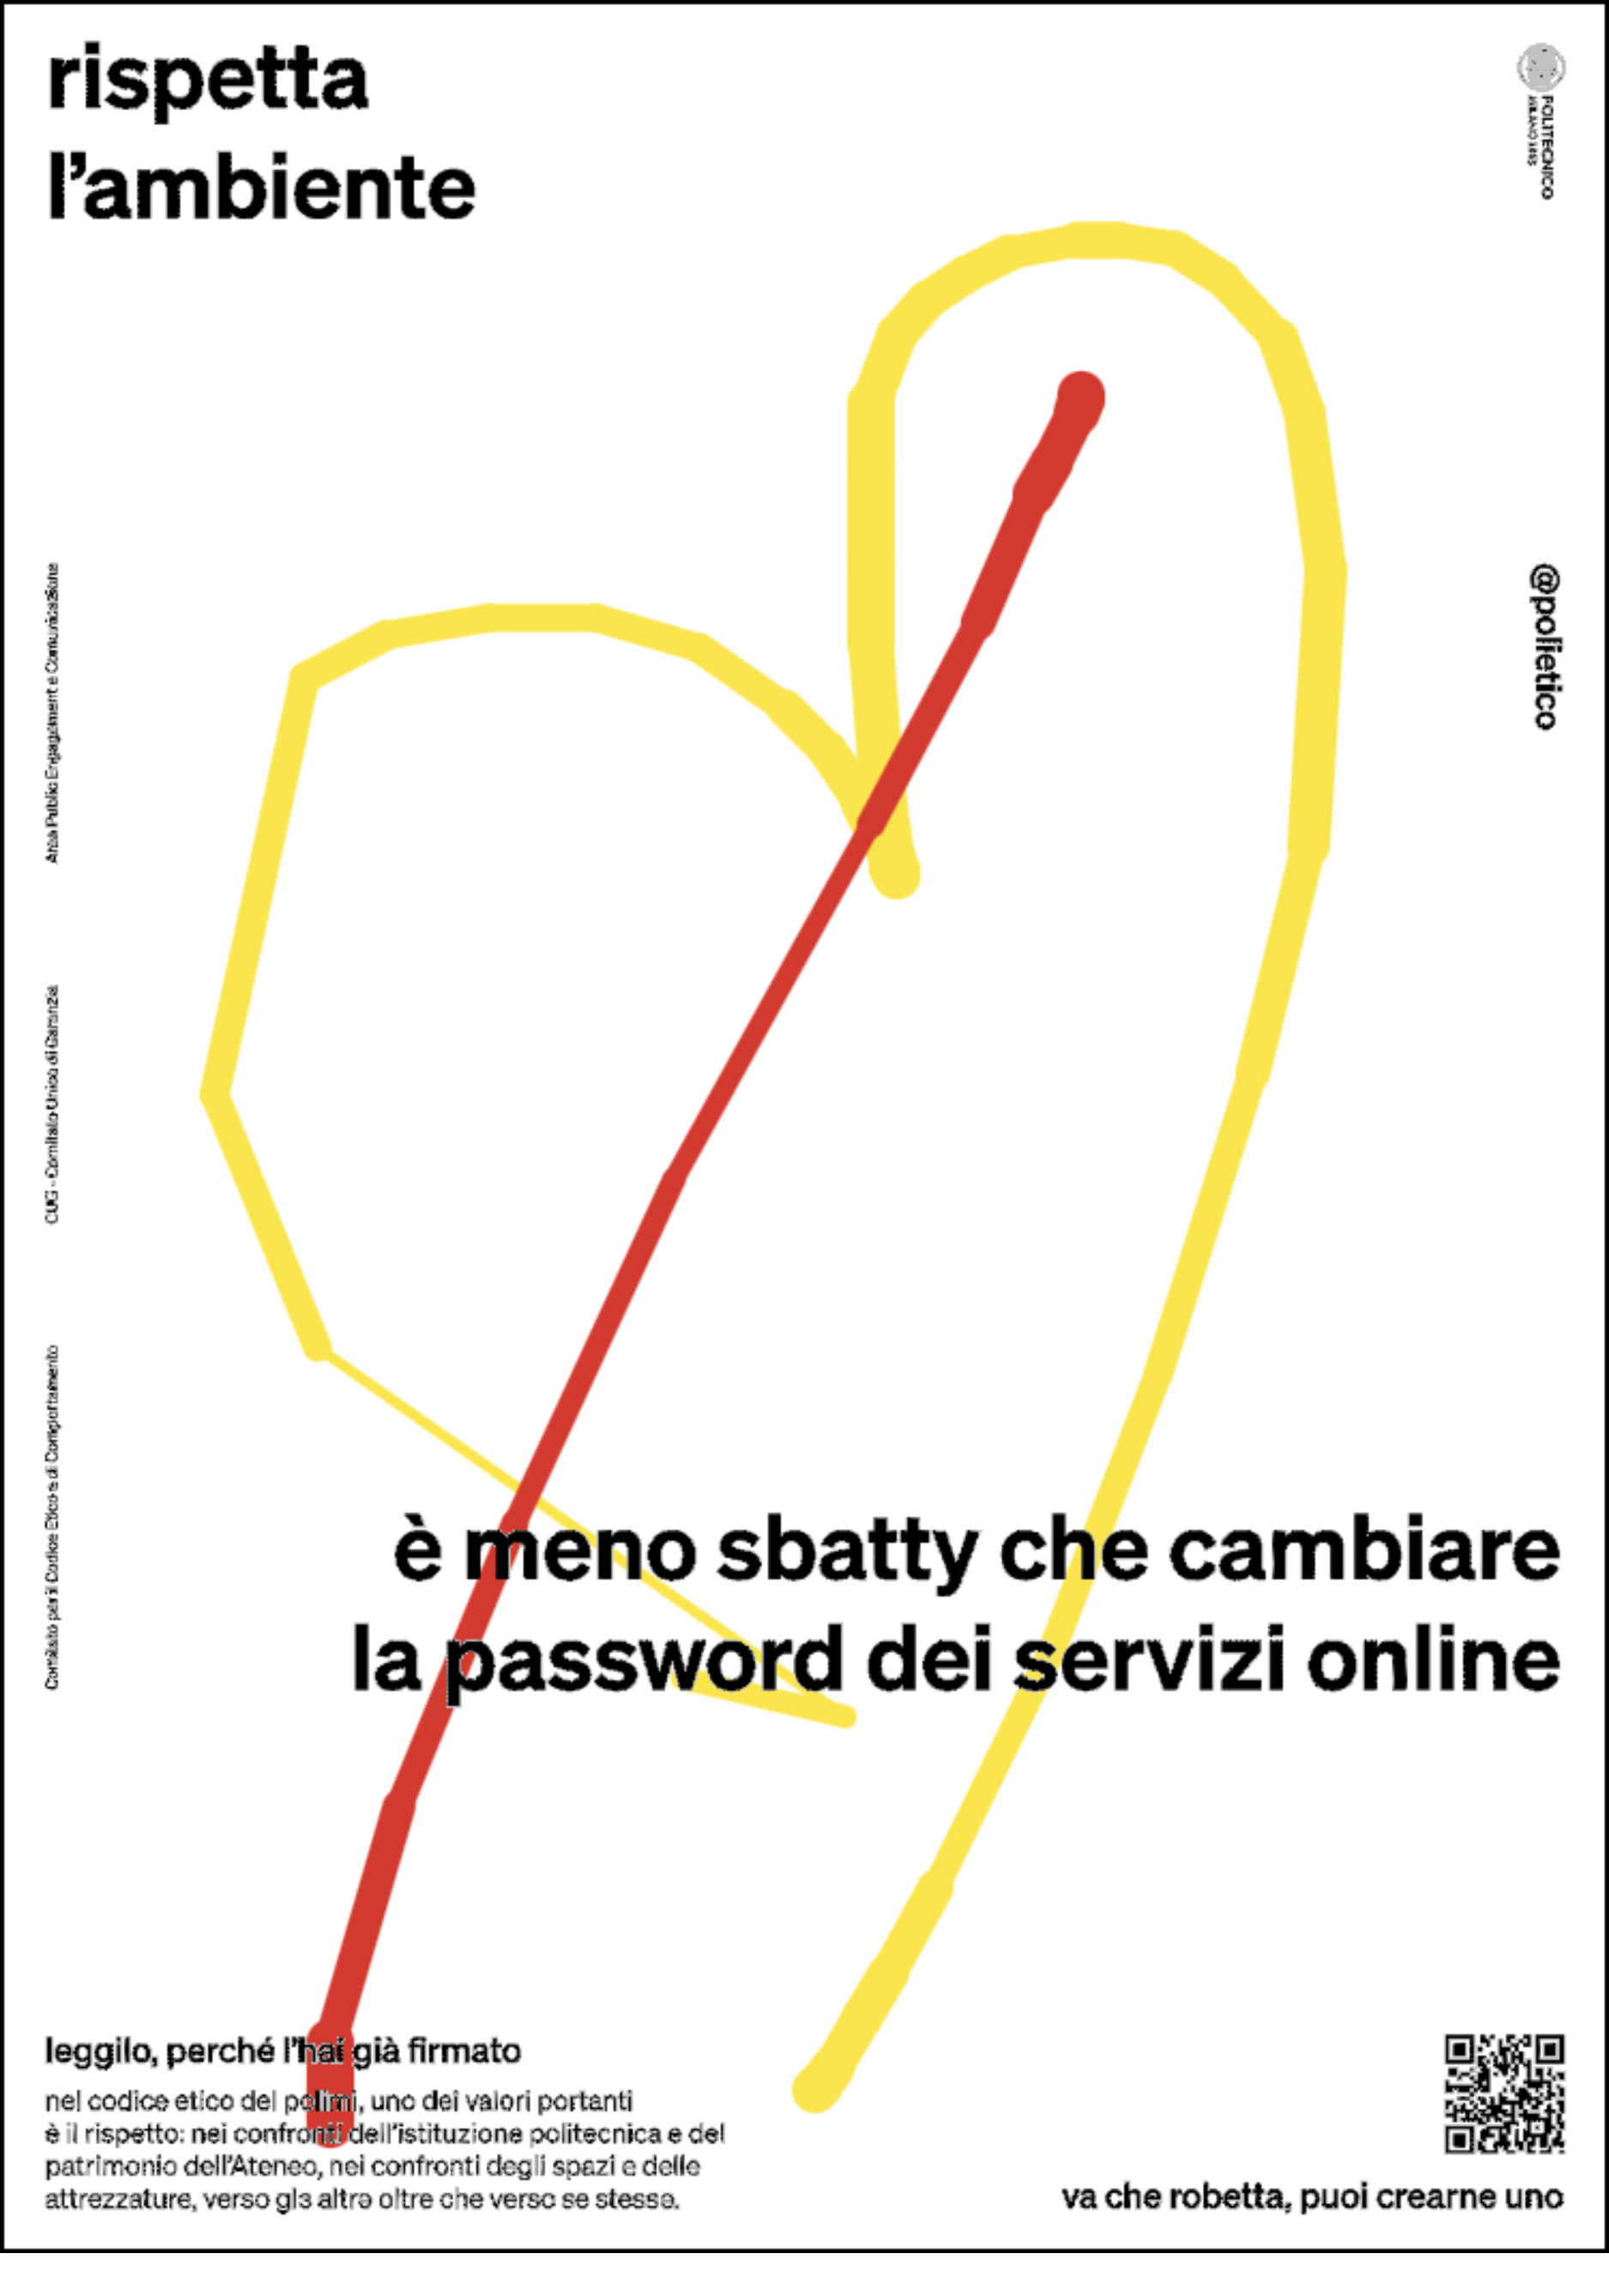 rispetta
l'ambiente
POLITECNICO
MILANO 1863
@polietico
Area Public Engagement e Comunicazione
CUG - Comitato Unico di Garanzia
Comitato per il Codice Etico e di Comportamento
è meno sbatty che cambiare
la password dei servizi online
leggilo, perché l'hai già firmato
nel codice etico del polimi, uno dei valori portanti
è il rispetto: nei confronti dell'istituzione politecnica e del
patrimonio dell'Ateneo, nei confronti degli spazi e delle
attrezzature, verso glɜ altrə oltre che verso se stessə.
va che robetta, puoi crearne uno